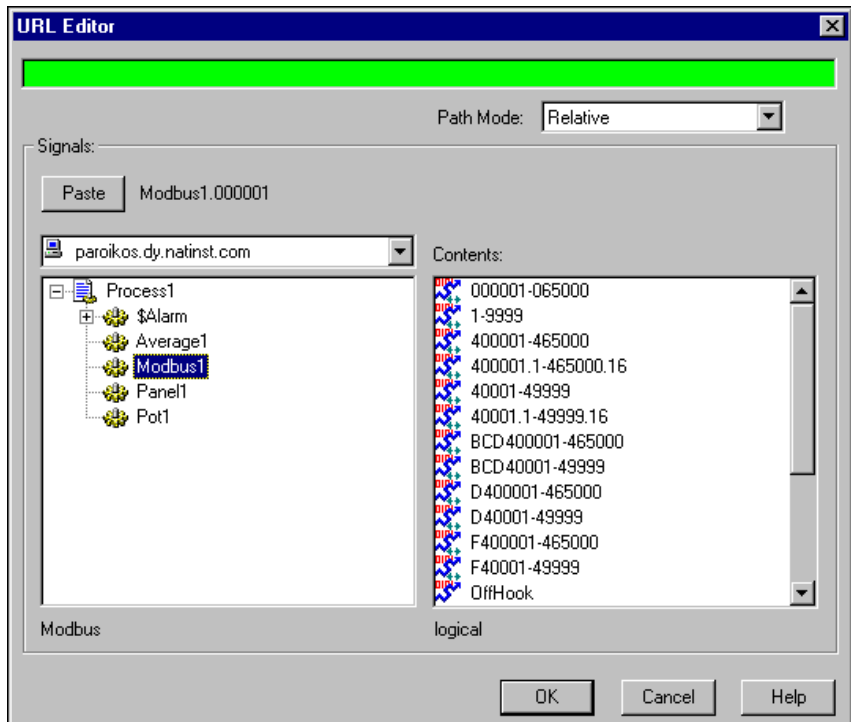 URL Editor
Path Mode: Relative
Signals:
Paste Modbus1.000001
paroikos.dy.natinst.com
Contents:
Process1
$Alarm
Average1
Modbus1
Panel1
Pot1
000001-065000
1-9999
400001-465000
400001.1-465000.16
40001-49999
40001.1-49999.16
BCD400001-465000
BCD40001-49999
D400001-465000
D40001-49999
F400001-465000
F40001-49999
OffHook
Modbus
logical
OK Cancel Help